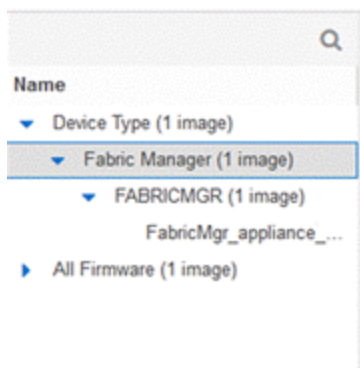 Name
Device Type (1 image)
Fabric Manager (1 image)
FABRICMGR (1 image)
FabricMgr_appliance_...
All Firmware (1 image)